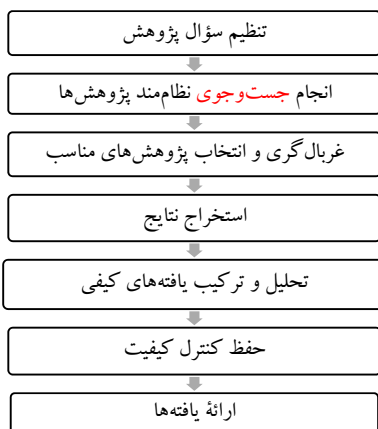 تنظیم سؤال پژوهش
انجام جست‌وجوی نظام‌مند پژوهش‌ها
غربال‌گری و انتخاب پژوهش‌های مناسب
استخراج نتایج
تحلیل و ترکیب یافته‌های کیفی
حفظ کنترل کیفیت
ارائۀ یافته‌ها